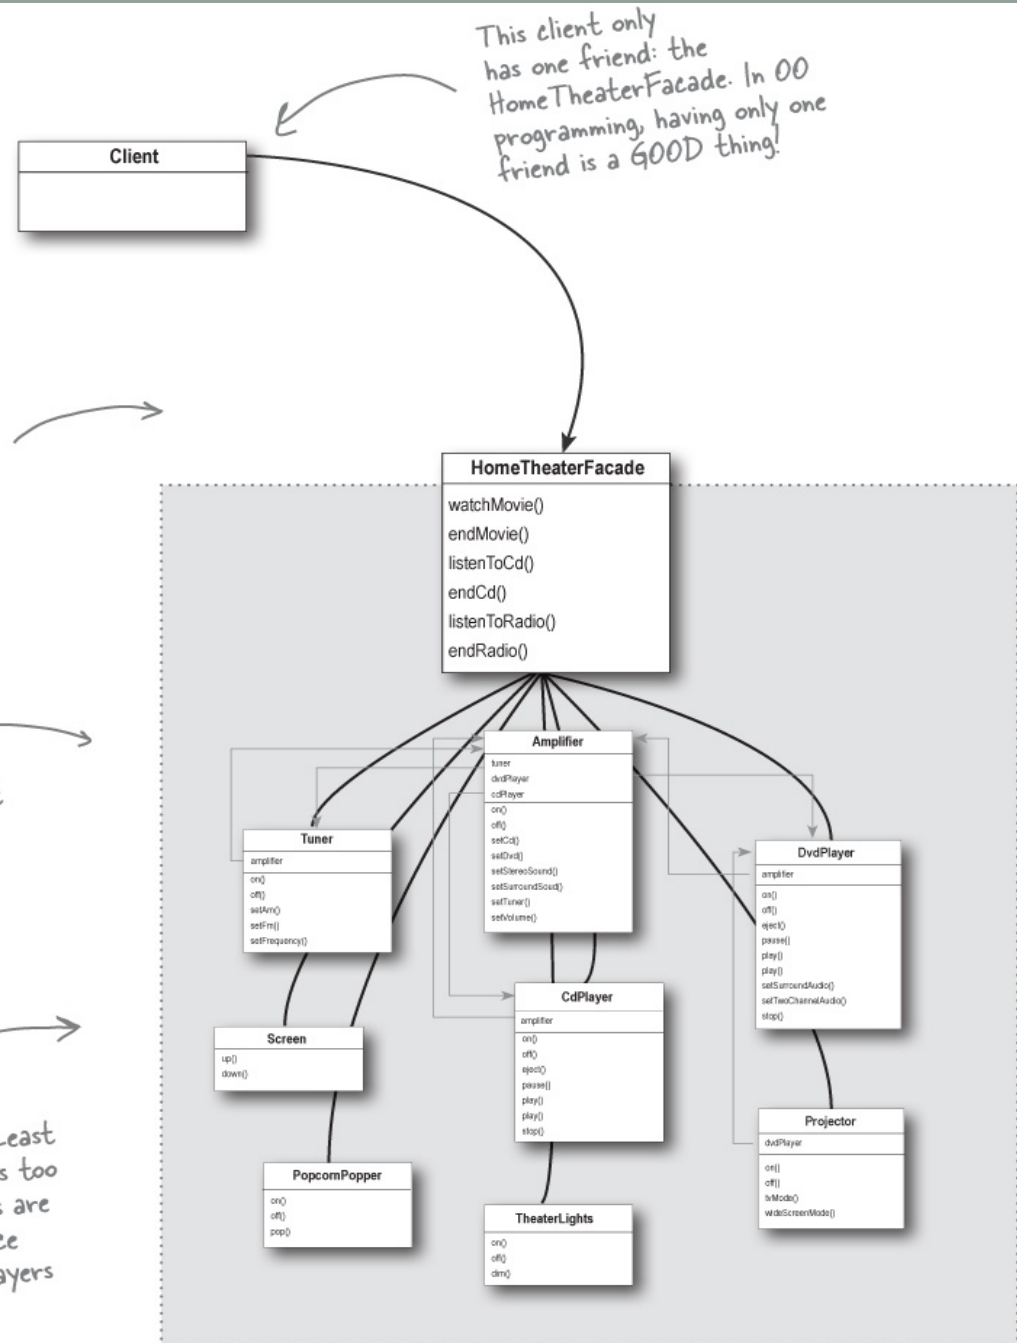 This client only
has one friend: the
HomeTheaterFacade. In OO
programming, having only one
friend is a GOOD thing!
Client
HomeTheaterFacade
watchMovie()
endMovie()
listenToCd()
endCd()
listenToRadio()
endRadio()
Amplifier
tuner
dvdPlayer
cdPlayer
on()
off()
setCd()
setDvd()
setStereoSound()
setSurroundSoud()
setTuner()
setVolume()
Tuner
amplifier
on()
off()
setAm()
setFm()
setFrequency()
DvdPlayer
amplifier
on()
off()
eject()
pause()
play()
play()
setSurroundAudio()
setTwoChannelAudio()
stop()
CdPlayer
amplifier
on()
off()
eject()
pause()
play()
play()
stop()
Screen
up()
down()
PopcornPopper
on()
off()
pop()
TheaterLights
on()
off()
dim()
Projector
dvdPlayer
on()
off()
tvMode()
wideScreenMode()
Least
s too
s are
ce
ayers